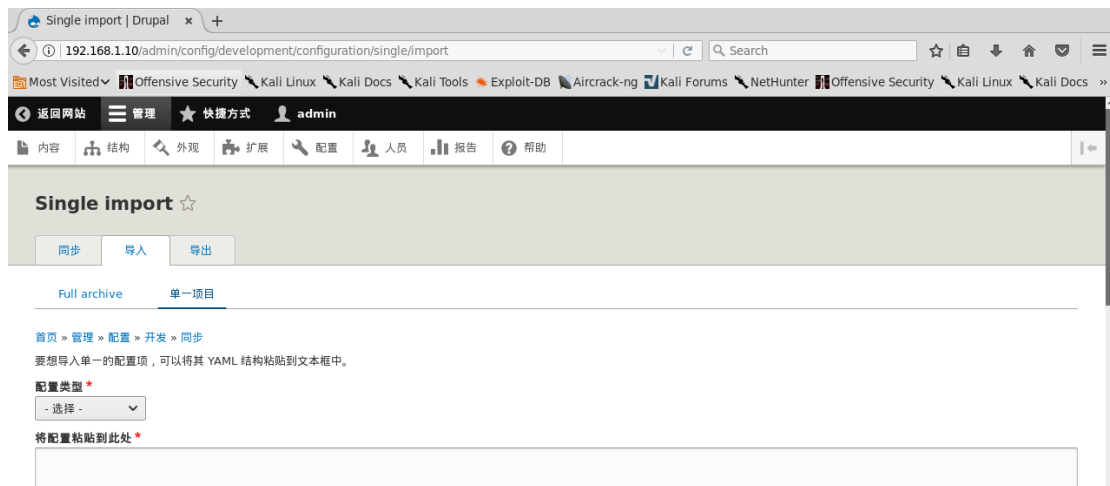 Single import | Drupal × +
192.168.1.10/admin/config/development/configuration/single/import Search
Most Visited Offensive Security Kali Linux Kali Docs Kali Tools Exploit-DB Aircrack-ng Kali Forums NetHunter Offensive Security Kali Linux Kali Docs »
返回网站 管理 快捷方式 admin
内容 结构 外观 扩展 配置 人员 报告 帮助
Single import
同步 导入 导出
Full archive 单一项目
首页 » 管理 » 配置 » 开发 » 同步
要想导入单一的配置项，可以将其 YAML 结构粘贴到文本框中。
配置类型 *
- 选择 -
将配置粘贴到此处 *